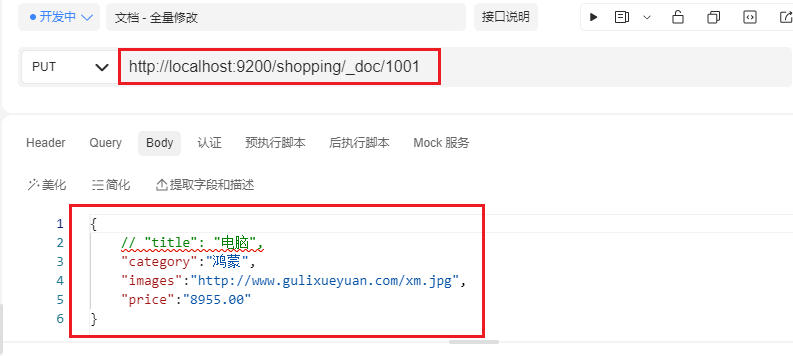 开发中 文档 - 全量修改 接口说明
PUT http://localhost:9200/shopping/_doc/1001
Header Query Body 认证 预执行脚本 后执行脚本 Mock 服务
美化 简化 提取字段和描述
1 {
2 // "title": "电脑",
3 "category":"鸿蒙",
4 "images":"http://www.gulixueyuan.com/xm.jpg",
5 "price":"8955.00"
6 }